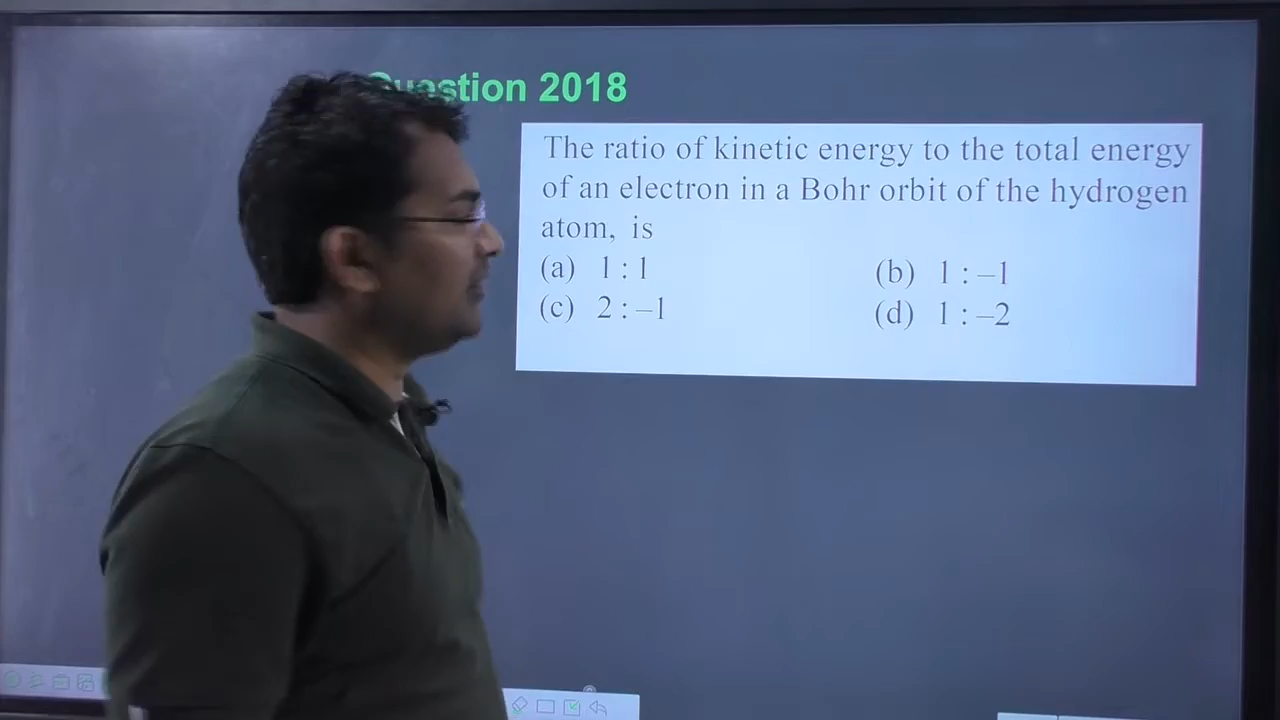 Question 2018
The ratio of kinetic energy to the total energy
of an electron in a Bohr orbit of the hydrogen
atom, is
(a) 1 : 1 (b) 1 : –1
(c) 2 : –1 (d) 1 : –2